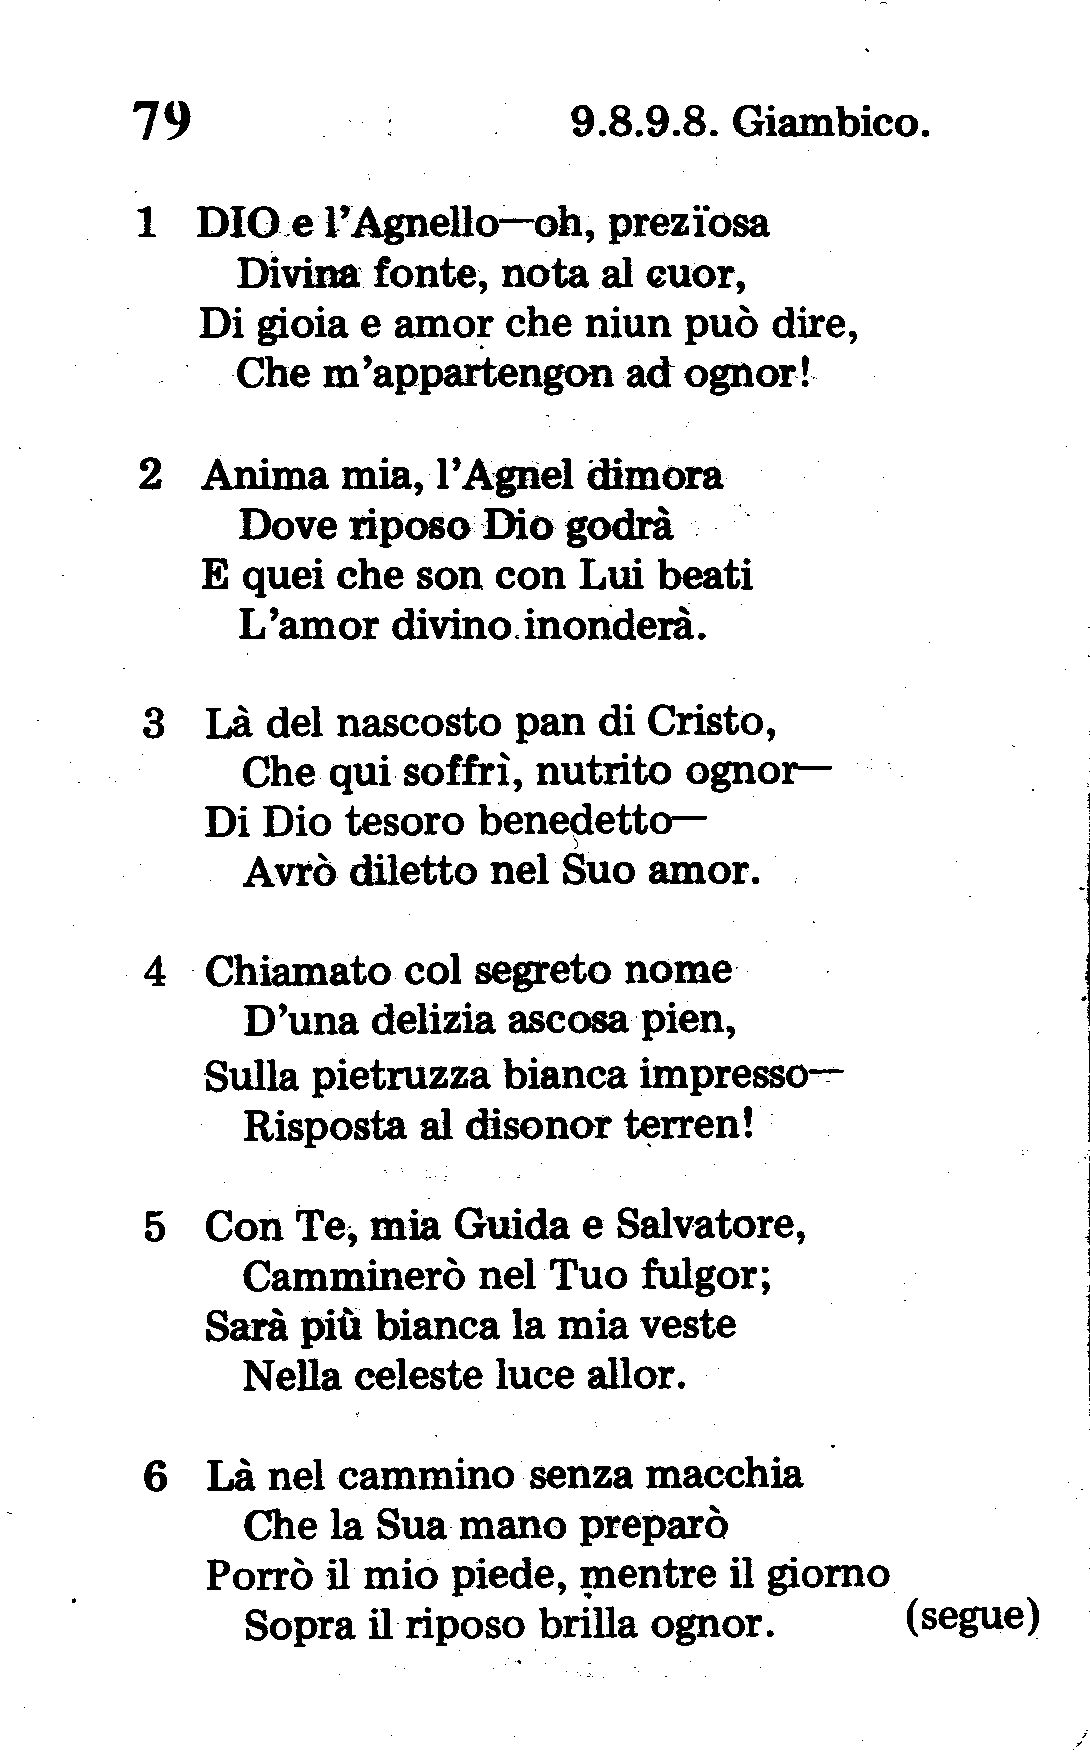 79 9.8.9.8. Giambico.
1 DIO e l'Agnello—oh, prezïosa
Divina fonte, nota al cuor,
Di gioia e amor che niun può dire,
Che m'appartengon ad ognor!
2 Anima mia, l'Agnel dimora
Dove riposo Dio godrà
E quei che son con Lui beati
L'amor divino inonderà.
3 Là del nascosto pan di Cristo,
Che qui soffrì, nutrito ognor—
Di Dio tesoro benedetto—
Avrò diletto nel Suo amor.
4 Chiamato col segreto nome
D'una delizia ascosa pien,
Sulla pietruzza bianca impresso—
Risposta al disonor terren!
5 Con Te, mia Guida e Salvatore,
Camminerò nel Tuo fulgor;
Sarà più bianca la mia veste
Nella celeste luce allor.
6 Là nel cammino senza macchia
Che la Sua mano preparò
Porrò il mio piede, mentre il giorno
Sopra il riposo brilla ognor. (segue)